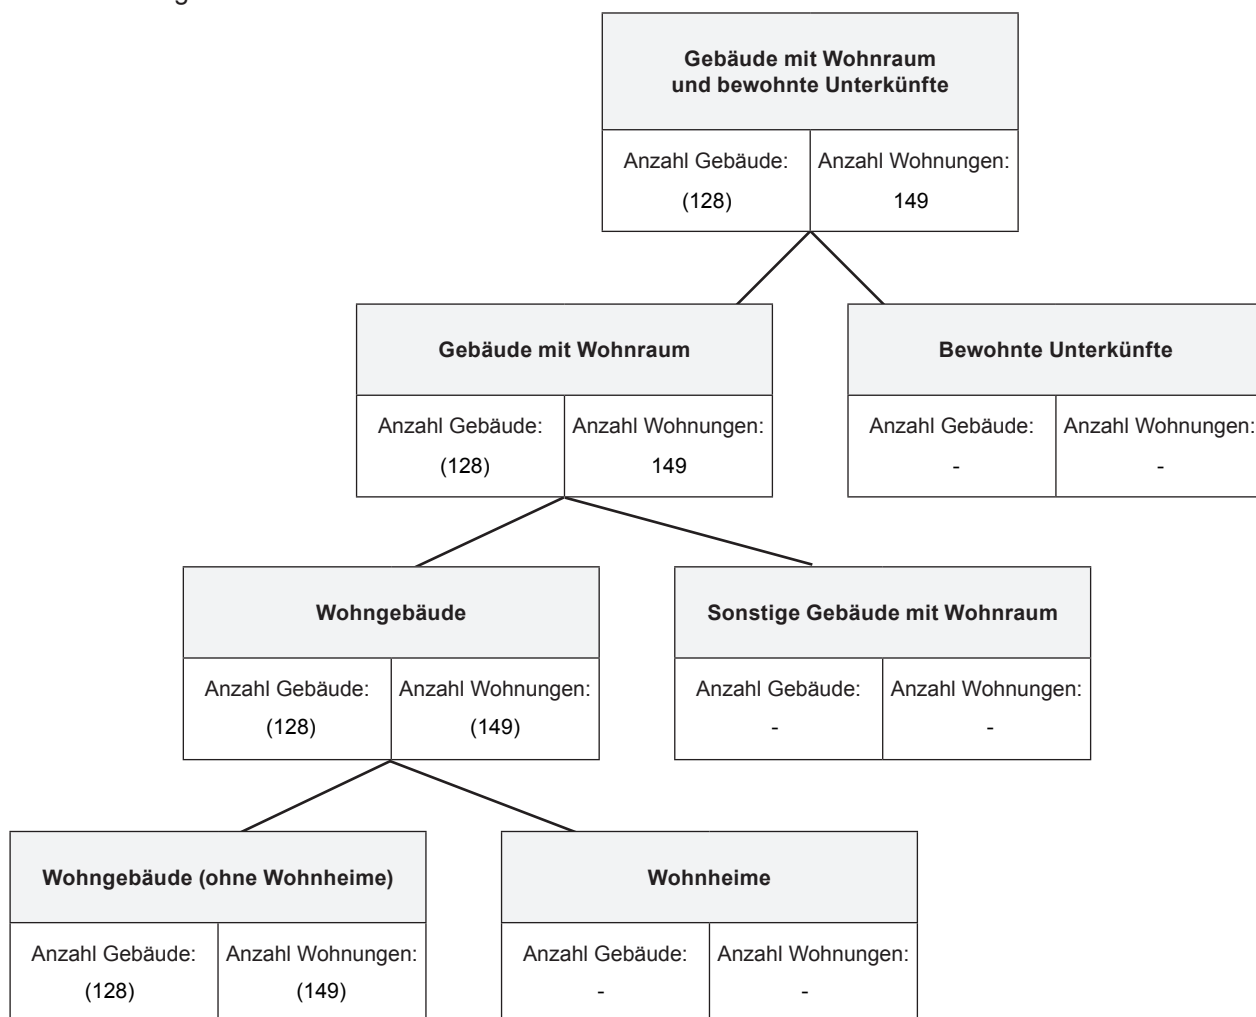 Gebäude mit Wohnraum
und bewohnte Unterkünfte
Anzahl Gebäude: Anzahl Wohnungen:
(128) 149
Gebäude mit Wohnraum
Anzahl Gebäude: Anzahl Wohnungen:
(128) 149
Bewohnte Unterkünfte
Anzahl Gebäude: Anzahl Wohnungen:
- -
Wohngebäude
Anzahl Gebäude: Anzahl Wohnungen:
(128) (149)
Sonstige Gebäude mit Wohnraum
Anzahl Gebäude: Anzahl Wohnungen:
- -
Wohngebäude (ohne Wohnheime)
Anzahl Gebäude: Anzahl Wohnungen:
(128) (149)
Wohnheime
Anzahl Gebäude: Anzahl Wohnungen:
- -